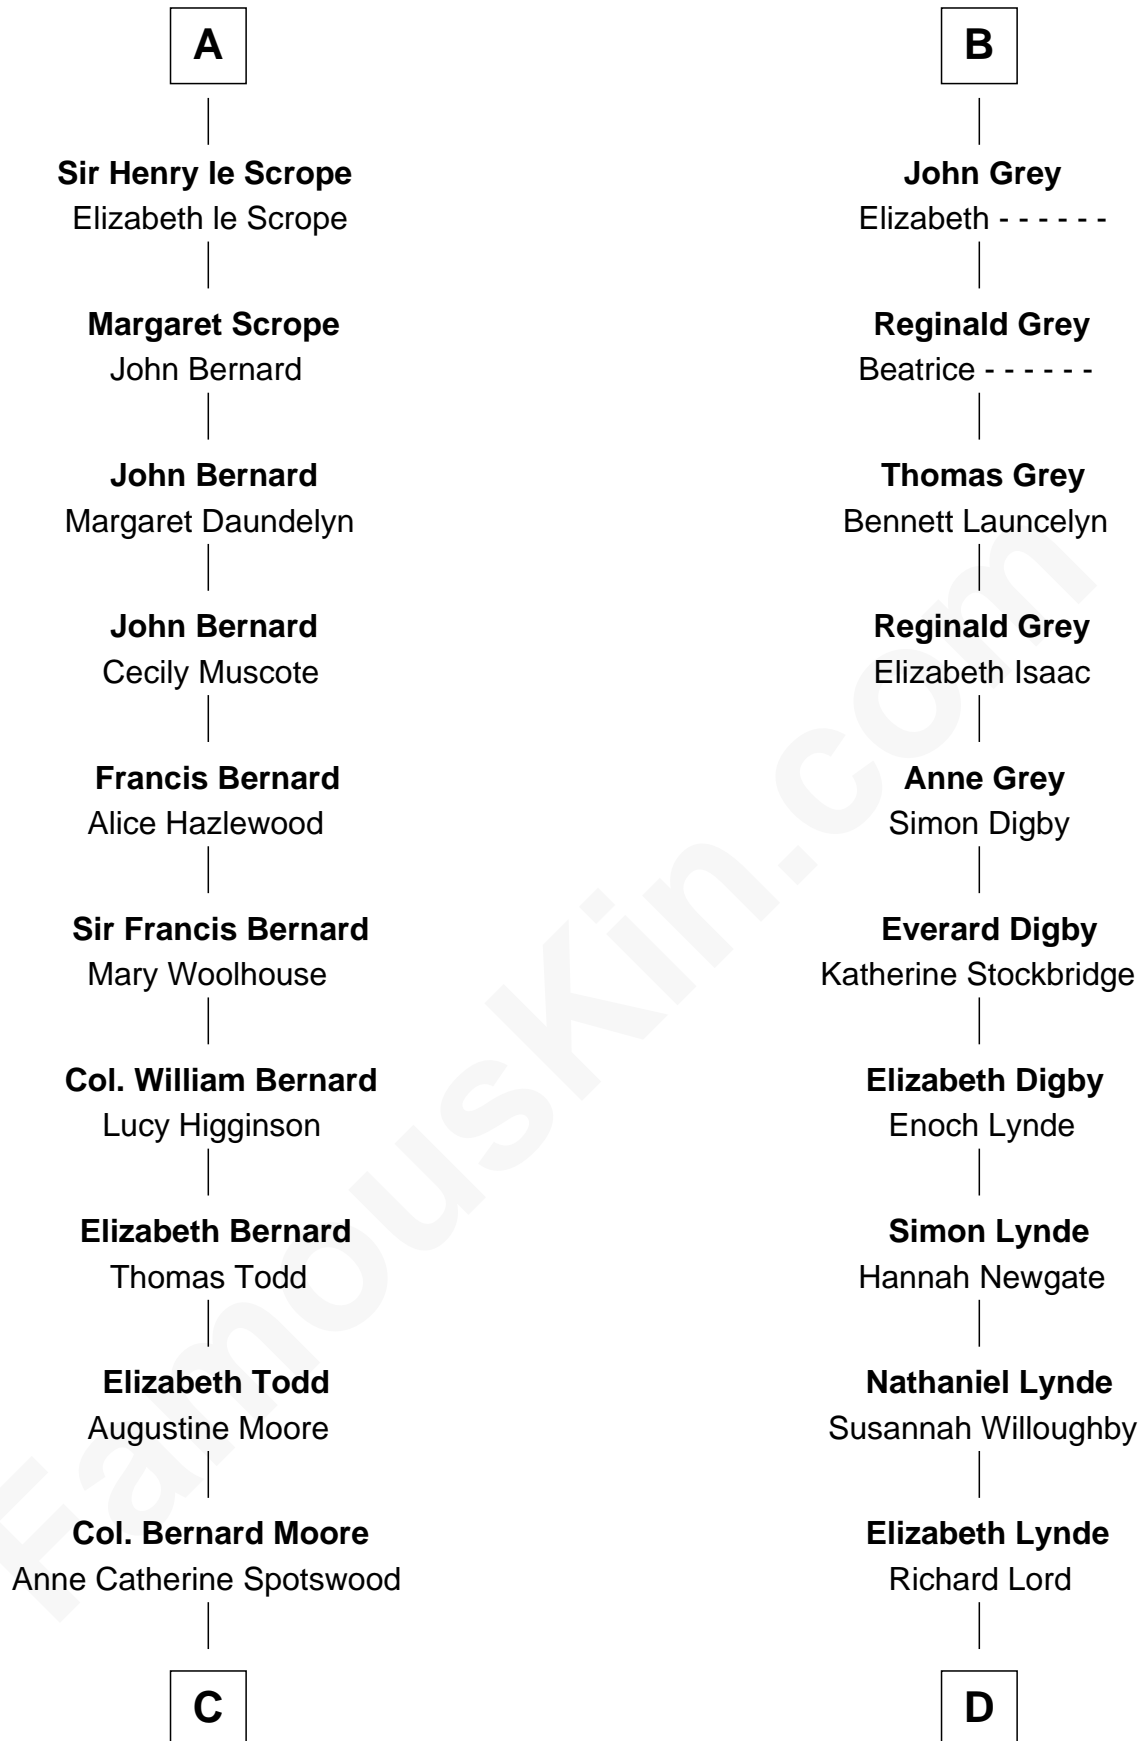 A
Sir Henry le Scrope
Elizabeth le Scrope
Margaret Scrope
John Bernard
John Bernard
Margaret Daundelyn
John Bernard
Cecily Muscote
Francis Bernard
Alice Hazlewood
Sir Francis Bernard
Mary Woolhouse
Col. William Bernard
Lucy Higginson
Elizabeth Bernard
Thomas Todd
Elizabeth Todd
Augustine Moore
Col. Bernard Moore
Anne Catherine Spotswood
C
B
John Grey
Elizabeth - - - - - -
Reginald Grey
Beatrice - - - - - -
Thomas Grey
Bennett Launcelyn
Reginald Grey
Elizabeth Isaac
Anne Grey
Simon Digby
Everard Digby
Katherine Stockbridge
Elizabeth Digby
Enoch Lynde
Simon Lynde
Hannah Newgate
Nathaniel Lynde
Susannah Willoughby
Elizabeth Lynde
Richard Lord
D
FamousKin.com